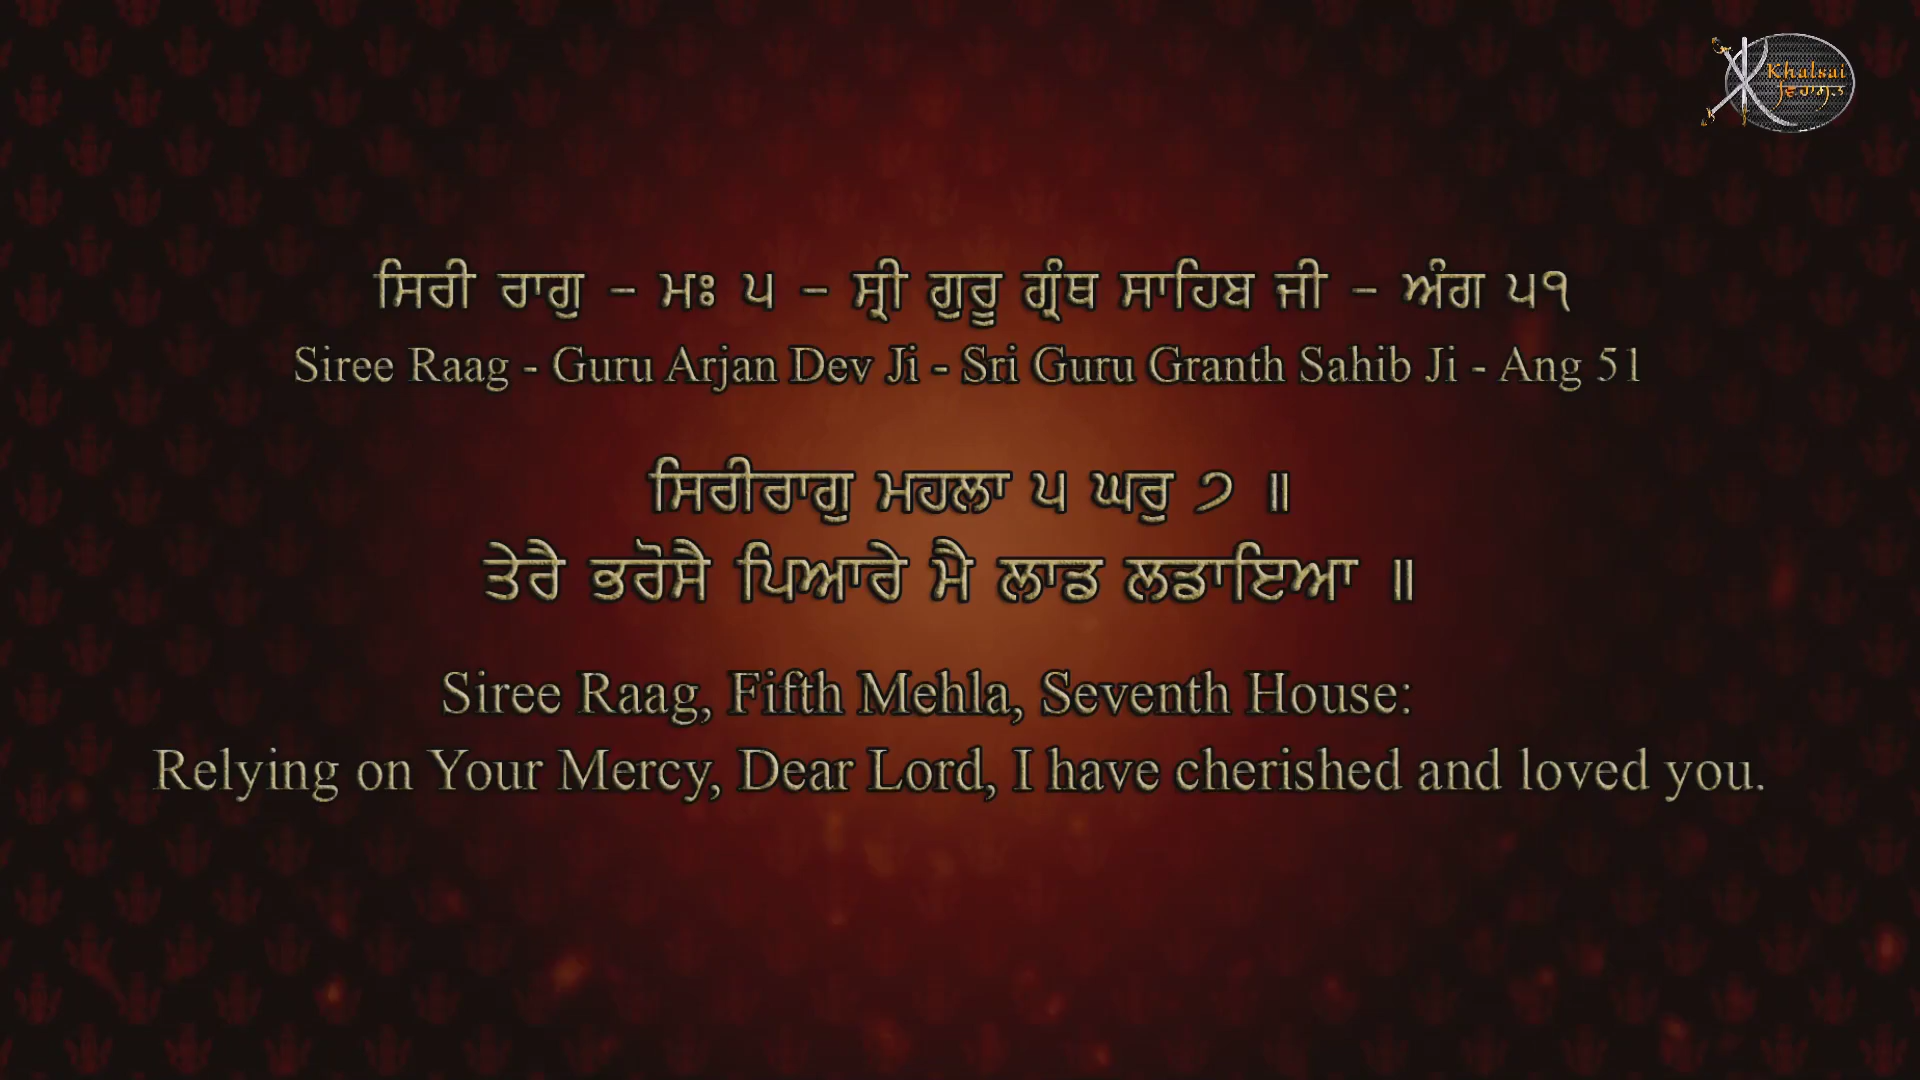 Khalsai
ਵਿਰਾਸਤ
ਸਿਰੀ ਰਾਗੁ - ਮਃ ੫ - ਸ੍ਰੀ ਗੁਰੂ ਗ੍ਰੰਥ ਸਾਹਿਬ ਜੀ - ਅੰਗ ੫੧
Siree Raag - Guru Arjan Dev Ji - Sri Guru Granth Sahib Ji - Ang 51
ਸਿਰੀਰਾਗੁ ਮਹਲਾ ੫ ਘਰੁ ੭ ॥
ਤੇਰੈ ਭਰੋਸੈ ਪਿਆਰੇ ਮੈ ਲਾਡ ਲਡਾਇਆ ॥
Siree Raag, Fifth Mehla, Seventh House:
Relying on Your Mercy, Dear Lord, I have cherished and loved you.